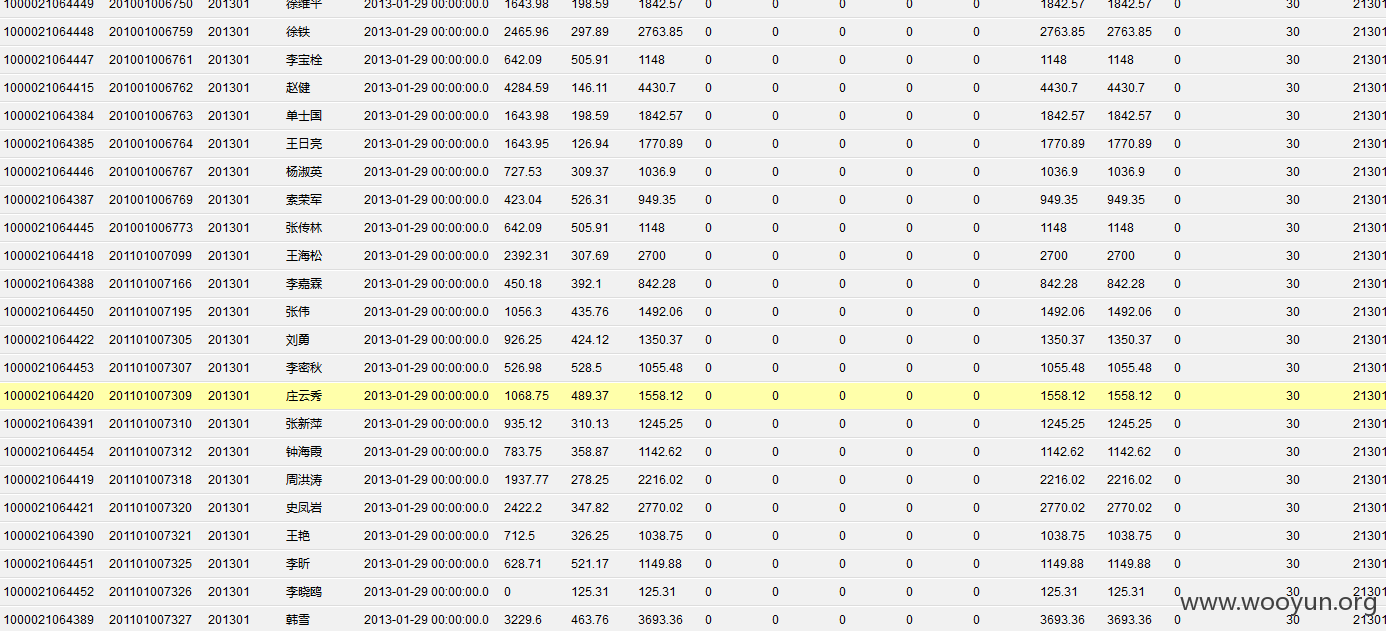 1000021064449 201001006750 201301 徐维平 2013-01-29 00:00:00.0 1643.98 198.59 1842.57 0 0 0 0 0 1842.57 1842.57 0 30 21301
1000021064448 201001006759 201301 徐铁 2013-01-29 00:00:00.0 2465.96 297.89 2763.85 0 0 0 0 0 2763.85 2763.85 0 30 21301
1000021064447 201001006761 201301 李宝栓 2013-01-29 00:00:00.0 642.09 505.91 1148 0 0 0 0 0 1148 1148 0 30 21301
1000021064415 201001006762 201301 赵健 2013-01-29 00:00:00.0 4284.59 146.11 4430.7 0 0 0 0 0 4430.7 4430.7 0 30 21301
1000021064384 201001006763 201301 单士国 2013-01-29 00:00:00.0 1643.98 198.59 1842.57 0 0 0 0 0 1842.57 1842.57 0 30 21301
1000021064385 201001006764 201301 王日亮 2013-01-29 00:00:00.0 1643.95 126.94 1770.89 0 0 0 0 0 1770.89 1770.89 0 30 21301
1000021064446 201001006767 201301 杨淑英 2013-01-29 00:00:00.0 727.53 309.37 1036.9 0 0 0 0 0 1036.9 1036.9 0 30 21301
1000021064387 201001006769 201301 索荣军 2013-01-29 00:00:00.0 423.04 526.31 949.35 0 0 0 0 0 949.35 949.35 0 30 21301
1000021064445 201001006773 201301 张传林 2013-01-29 00:00:00.0 642.09 505.91 1148 0 0 0 0 0 1148 1148 0 30 21301
1000021064418 201101007099 201301 王海松 2013-01-29 00:00:00.0 2392.31 307.69 2700 0 0 0 0 0 2700 2700 0 30 21301
1000021064388 201101007166 201301 李嘉霖 2013-01-29 00:00:00.0 450.18 392.1 842.28 0 0 0 0 0 842.28 842.28 0 30 21301
1000021064450 201101007195 201301 张伟 2013-01-29 00:00:00.0 1056.3 435.76 1492.06 0 0 0 0 0 1492.06 1492.06 0 30 21301
1000021064422 201101007305 201301 刘勇 2013-01-29 00:00:00.0 926.25 424.12 1350.37 0 0 0 0 0 1350.37 1350.37 0 30 21301
1000021064453 201101007307 201301 李密秋 2013-01-29 00:00:00.0 526.98 528.5 1055.48 0 0 0 0 0 1055.48 1055.48 0 30 21301
1000021064420 201101007309 201301 庄云秀 2013-01-29 00:00:00.0 1068.75 489.37 1558.12 0 0 0 0 0 1558.12 1558.12 0 30 21301
1000021064391 201101007310 201301 张新萍 2013-01-29 00:00:00.0 935.12 310.13 1245.25 0 0 0 0 0 1245.25 1245.25 0 30 21301
1000021064454 201101007312 201301 钟海霞 2013-01-29 00:00:00.0 783.75 358.87 1142.62 0 0 0 0 0 1142.62 1142.62 0 30 21301
1000021064419 201101007318 201301 周洪涛 2013-01-29 00:00:00.0 1937.77 278.25 2216.02 0 0 0 0 0 2216.02 2216.02 0 30 21301
1000021064421 201101007320 201301 史凤岩 2013-01-29 00:00:00.0 2422.2 347.82 2770.02 0 0 0 0 0 2770.02 2770.02 0 30 21301
1000021064390 201101007321 201301 王艳 2013-01-29 00:00:00.0 712.5 326.25 1038.75 0 0 0 0 0 1038.75 1038.75 0 30 21301
1000021064451 201101007325 201301 李昕 2013-01-29 00:00:00.0 628.71 521.17 1149.88 0 0 0 0 0 1149.88 1149.88 0 30 21301
1000021064452 201101007326 201301 李晓鸥 2013-01-29 00:00:00.0 0 125.31 125.31 0 0 0 0 0 125.31 125.31 0 30 21301
www.wooyun.org
1000021064389 201101007327 201301 韩雪 2013-01-29 00:00:00.0 3229.6 463.76 3693.36 0 0 0 0 0 3693.36 3693.36 0 30 21301